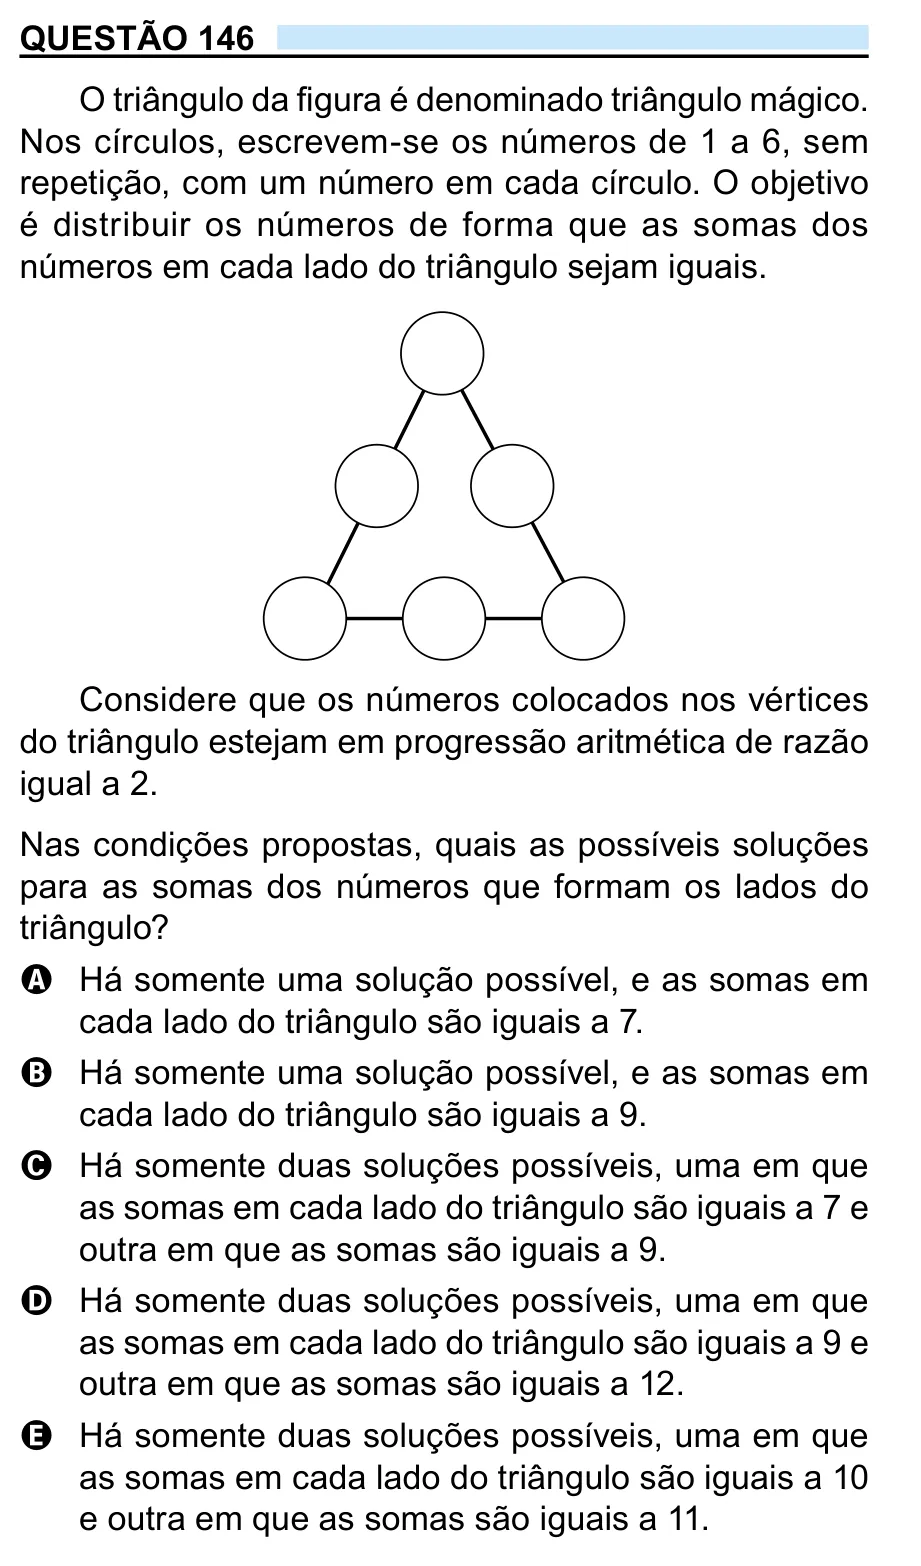 QUESTÃO 146
O triângulo da figura é denominado triângulo mágico.
Nos círculos, escrevem-se os números de 1 a 6, sem
repetição, com um número em cada círculo. O objetivo
é distribuir os números de forma que as somas dos
números em cada lado do triângulo sejam iguais.
Considere que os números colocados nos vértices
do triângulo estejam em progressão aritmética de razão
igual a 2.
Nas condições propostas, quais as possíveis soluções
para as somas dos números que formam os lados do
triângulo?
A Há somente uma solução possível, e as somas em
cada lado do triângulo são iguais a 7.
B Há somente uma solução possível, e as somas em
cada lado do triângulo são iguais a 9.
C Há somente duas soluções possíveis, uma em que
as somas em cada lado do triângulo são iguais a 7 e
outra em que as somas são iguais a 9.
D Há somente duas soluções possíveis, uma em que
as somas em cada lado do triângulo são iguais a 9 e
outra em que as somas são iguais a 12.
E Há somente duas soluções possíveis, uma em que
as somas em cada lado do triângulo são iguais a 10
e outra em que as somas são iguais a 11.